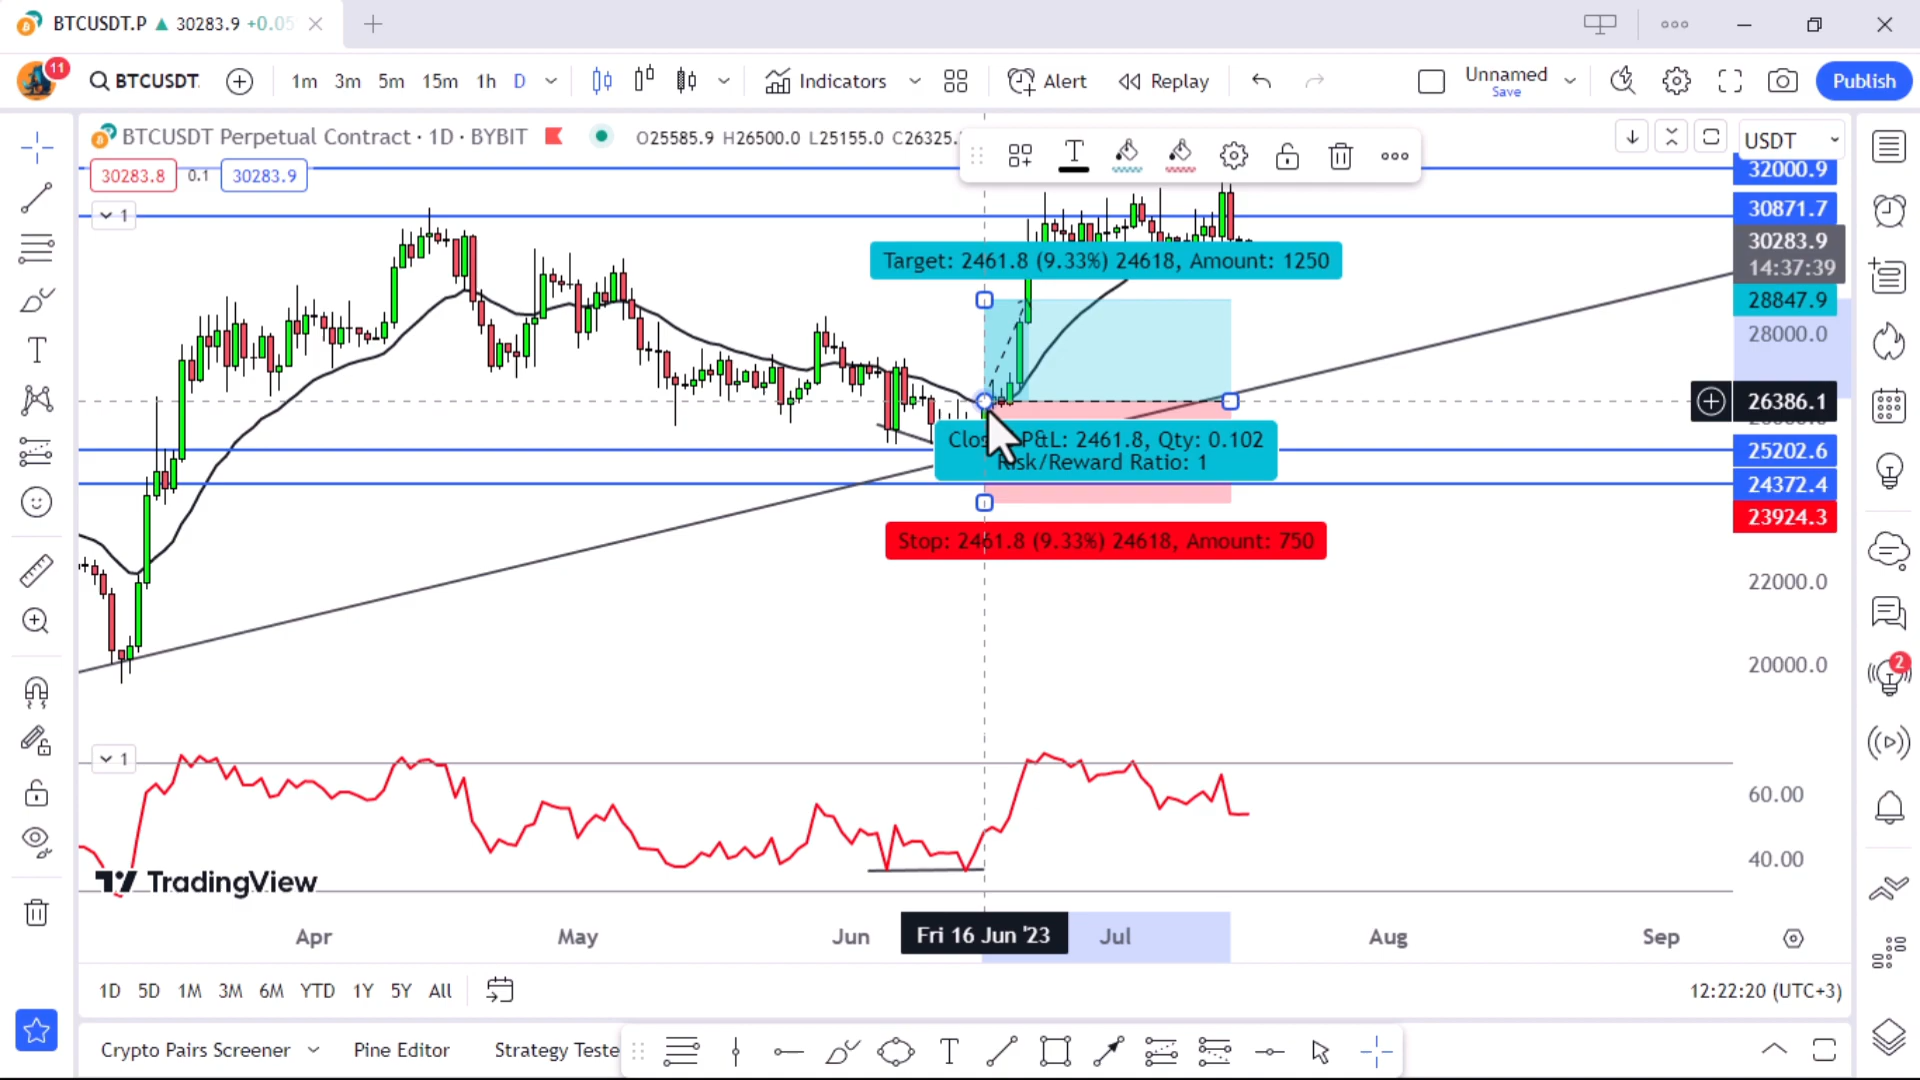 BTCUSDT.P ▲ 30283.9 +0.05
11
BTCUSDT.
1m 3m 5m 15m 1h D
Indicators
Alert
Replay
Unnamed
Save
Publish
BTCUSDT Perpetual Contract · 1D · BYBIT
O25585.9 H26500.0 L25155.0 C26325.
USDT
30283.8 0.1 30283.9
1
32000.9
30871.7
30283.9
14:37:39
28847.9
28000.0
26386.1
25202.6
24372.4
23924.3
22000.0
20000.0
Target: 2461.8 (9.33%) 24618, Amount: 1250
P&L: 2461.8, Qty: 0.102
Risk/Reward Ratio: 1
Stop: 2461.8 (9.33%) 24618, Amount: 750
1
60.00
40.00
2
TradingView
Apr May Jun Fri 16 Jun '23 Jul Aug Sep
1D 5D 1M 3M 6M YTD 1Y 5Y All
12:22:20 (UTC+3)
Crypto Pairs Screener Pine Editor Strategy Teste